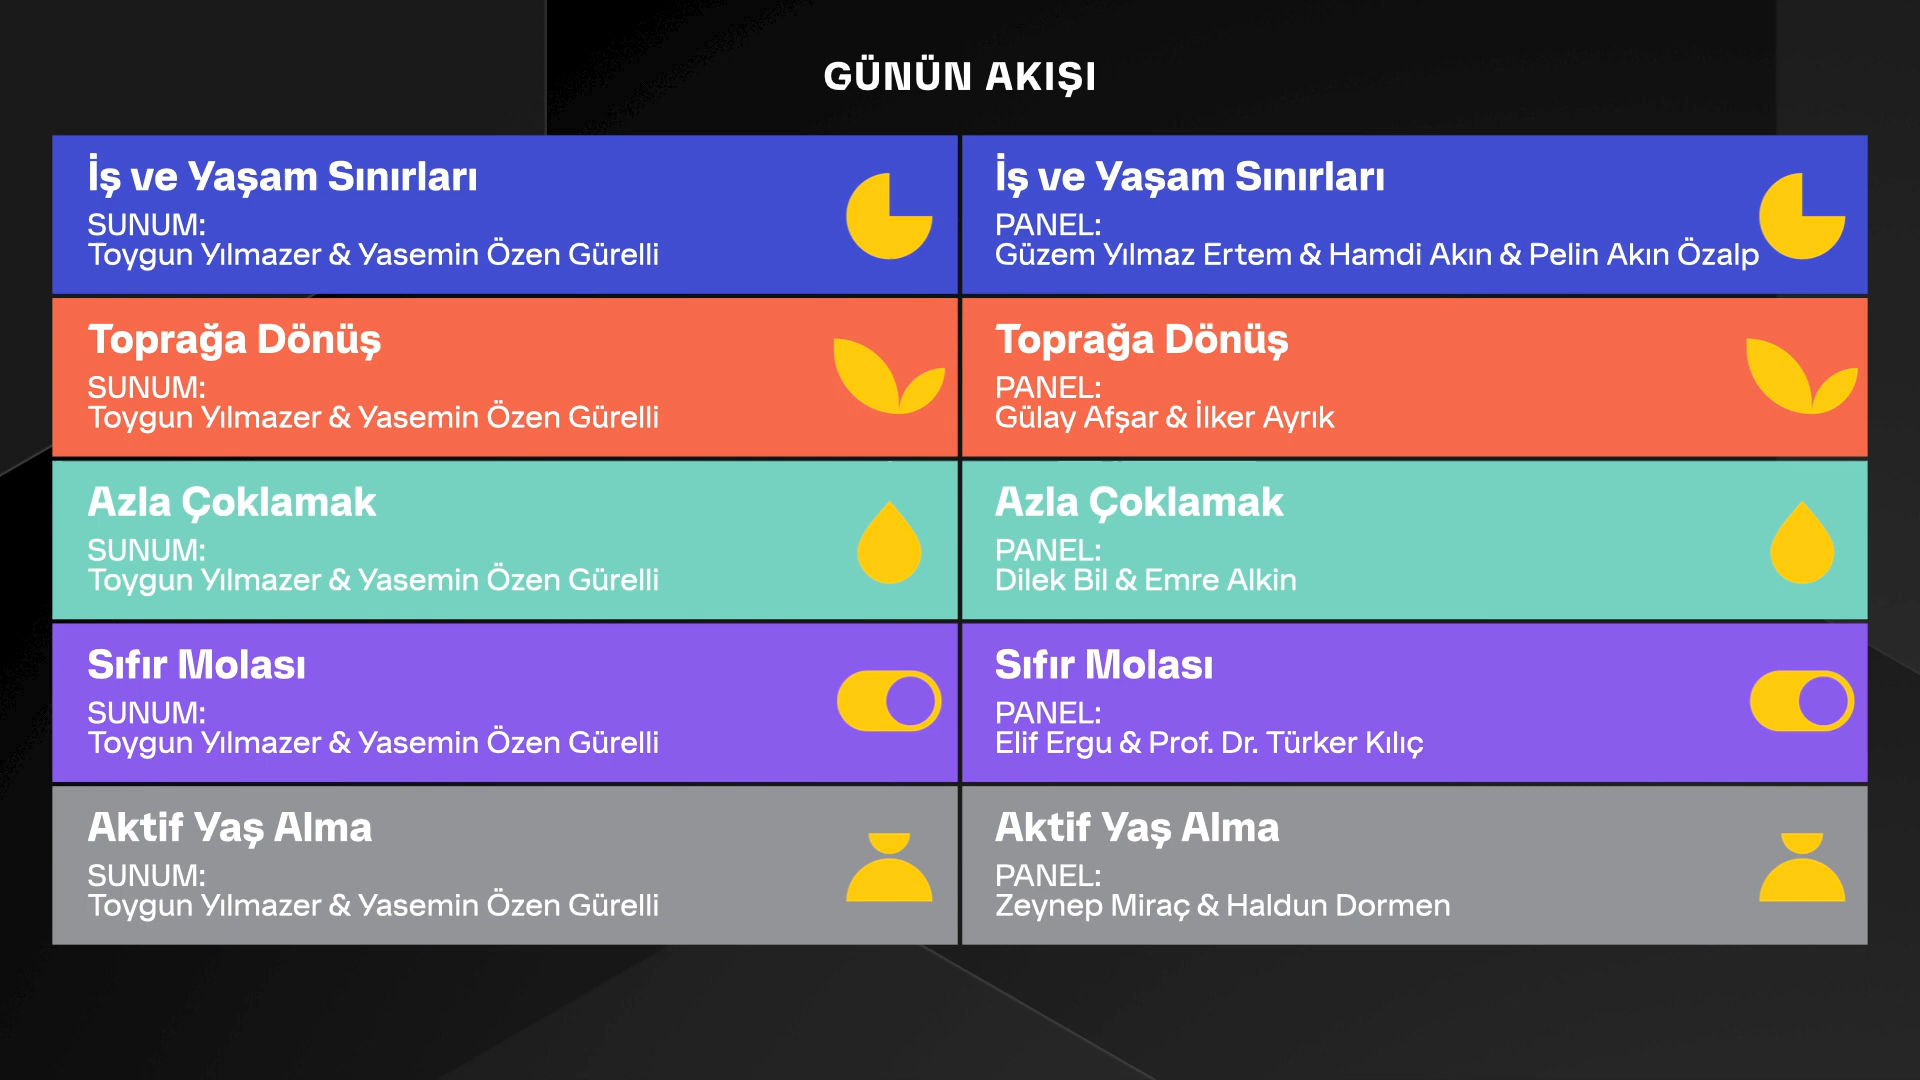 GÜNÜN AKIŞI
İş ve Yaşam Sınırları
SUNUM:
Toygun Yılmazer & Yasemin Özen Gürelli
İş ve Yaşam Sınırları
PANEL:
Güzem Yılmaz Ertem & Hamdi Akın & Pelin Akın Özalp
Toprağa Dönüş
SUNUM:
Toygun Yılmazer & Yasemin Özen Gürelli
Toprağa Dönüş
PANEL:
Gülay Afşar & İlker Ayrık
Azla Çoklamak
SUNUM:
Toygun Yılmazer & Yasemin Özen Gürelli
Azla Çoklamak
PANEL:
Dilek Bil & Emre Alkin
Sıfır Molası
SUNUM:
Toygun Yılmazer & Yasemin Özen Gürelli
Sıfır Molası
PANEL:
Elif Ergu & Prof. Dr. Türker Kılıç
Aktif Yaş Alma
SUNUM:
Toygun Yılmazer & Yasemin Özen Gürelli
Aktif Yaş Alma
PANEL:
Zeynep Miraç & Haldun Dormen